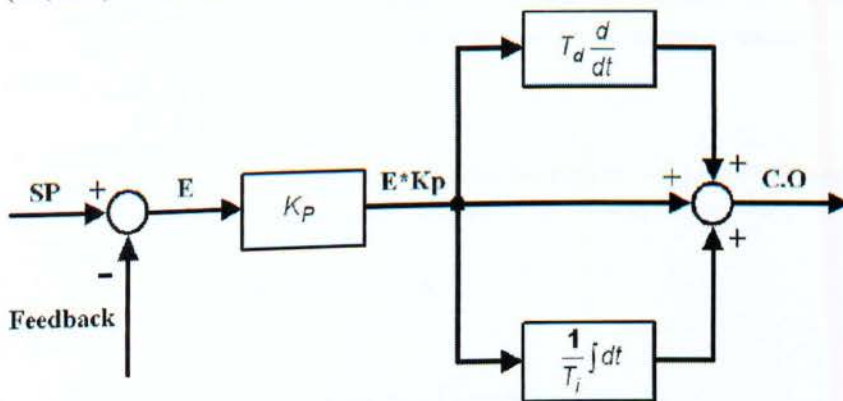 T_d d/dt
SP + E K_P E*Kp + + C.O
-
+
Feedback
1/T_i ∫dt